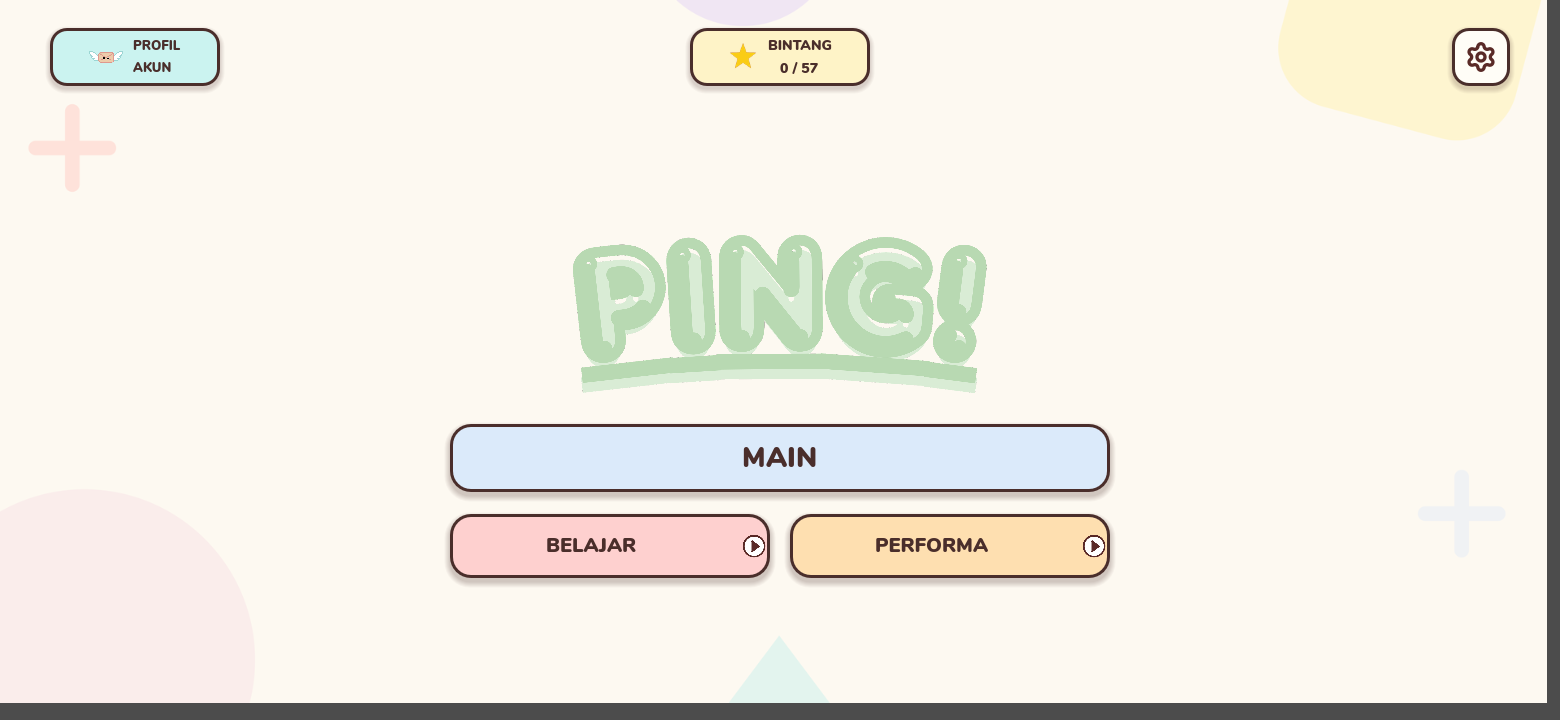 PROFIL
AKUN
BINTANG
0 / 57
PING!
MAIN
BELAJAR
PERFORMA